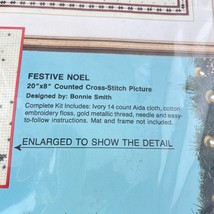 FESTIVE NOEL
20"x8" Counted Cross-Stitch Picture
Designed by: Bonnie Smith
Complete Kit Includes: Ivory 14 count Aida cloth, cotton
embroidery floss, gold metallic thread, needle and easy-
to-follow instructions. Mat and frame not included.
ENLARGED TO SHOW THE DETAIL